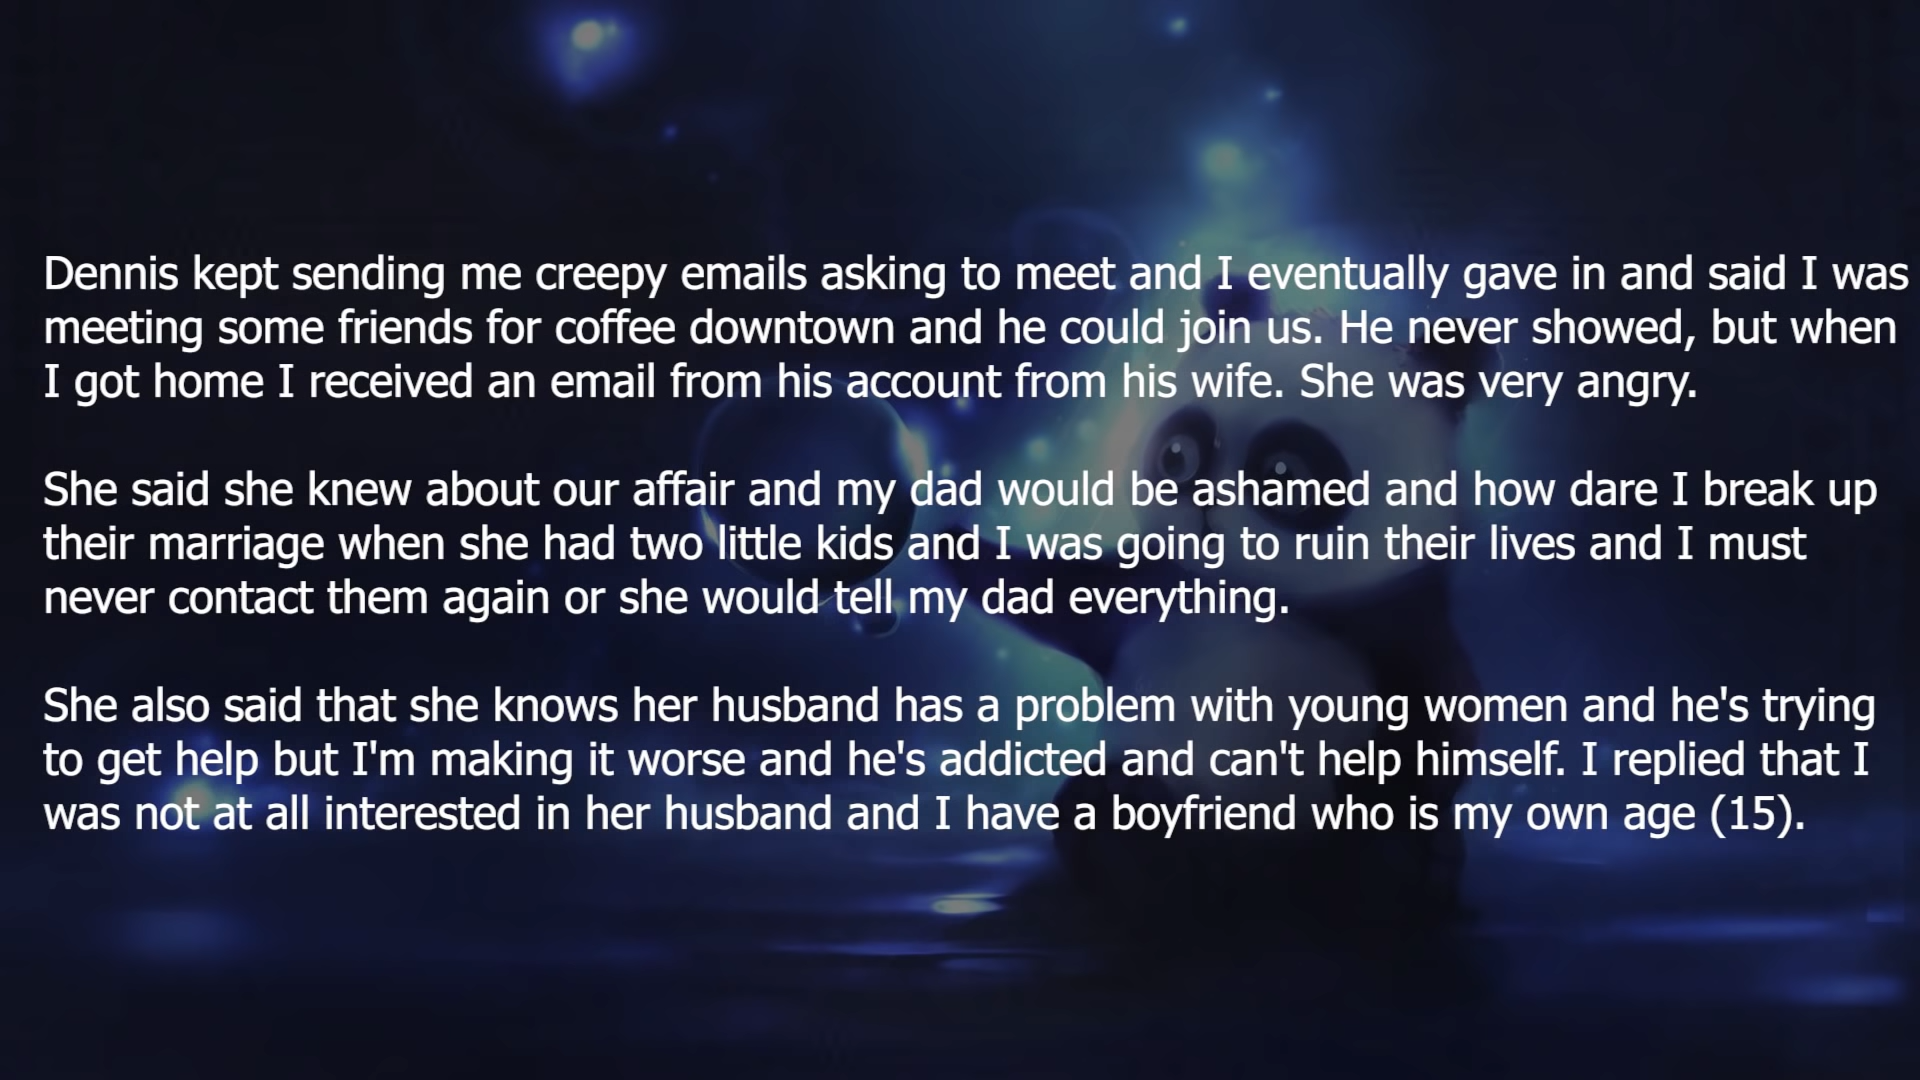 Dennis kept sending me creepy emails asking to meet and I eventually gave in and said I was
meeting some friends for coffee downtown and he could join us. He never showed, but when
I got home I received an email from his account from his wife. She was very angry.
She said she knew about our affair and my dad would be ashamed and how dare I break up
their marriage when she had two little kids and I was going to ruin their lives and I must
never contact them again or she would tell my dad everything.
She also said that she knows her husband has a problem with young women and he's trying
to get help but I'm making it worse and he's addicted and can't help himself. I replied that I
was not at all interested in her husband and I have a boyfriend who is my own age (15).